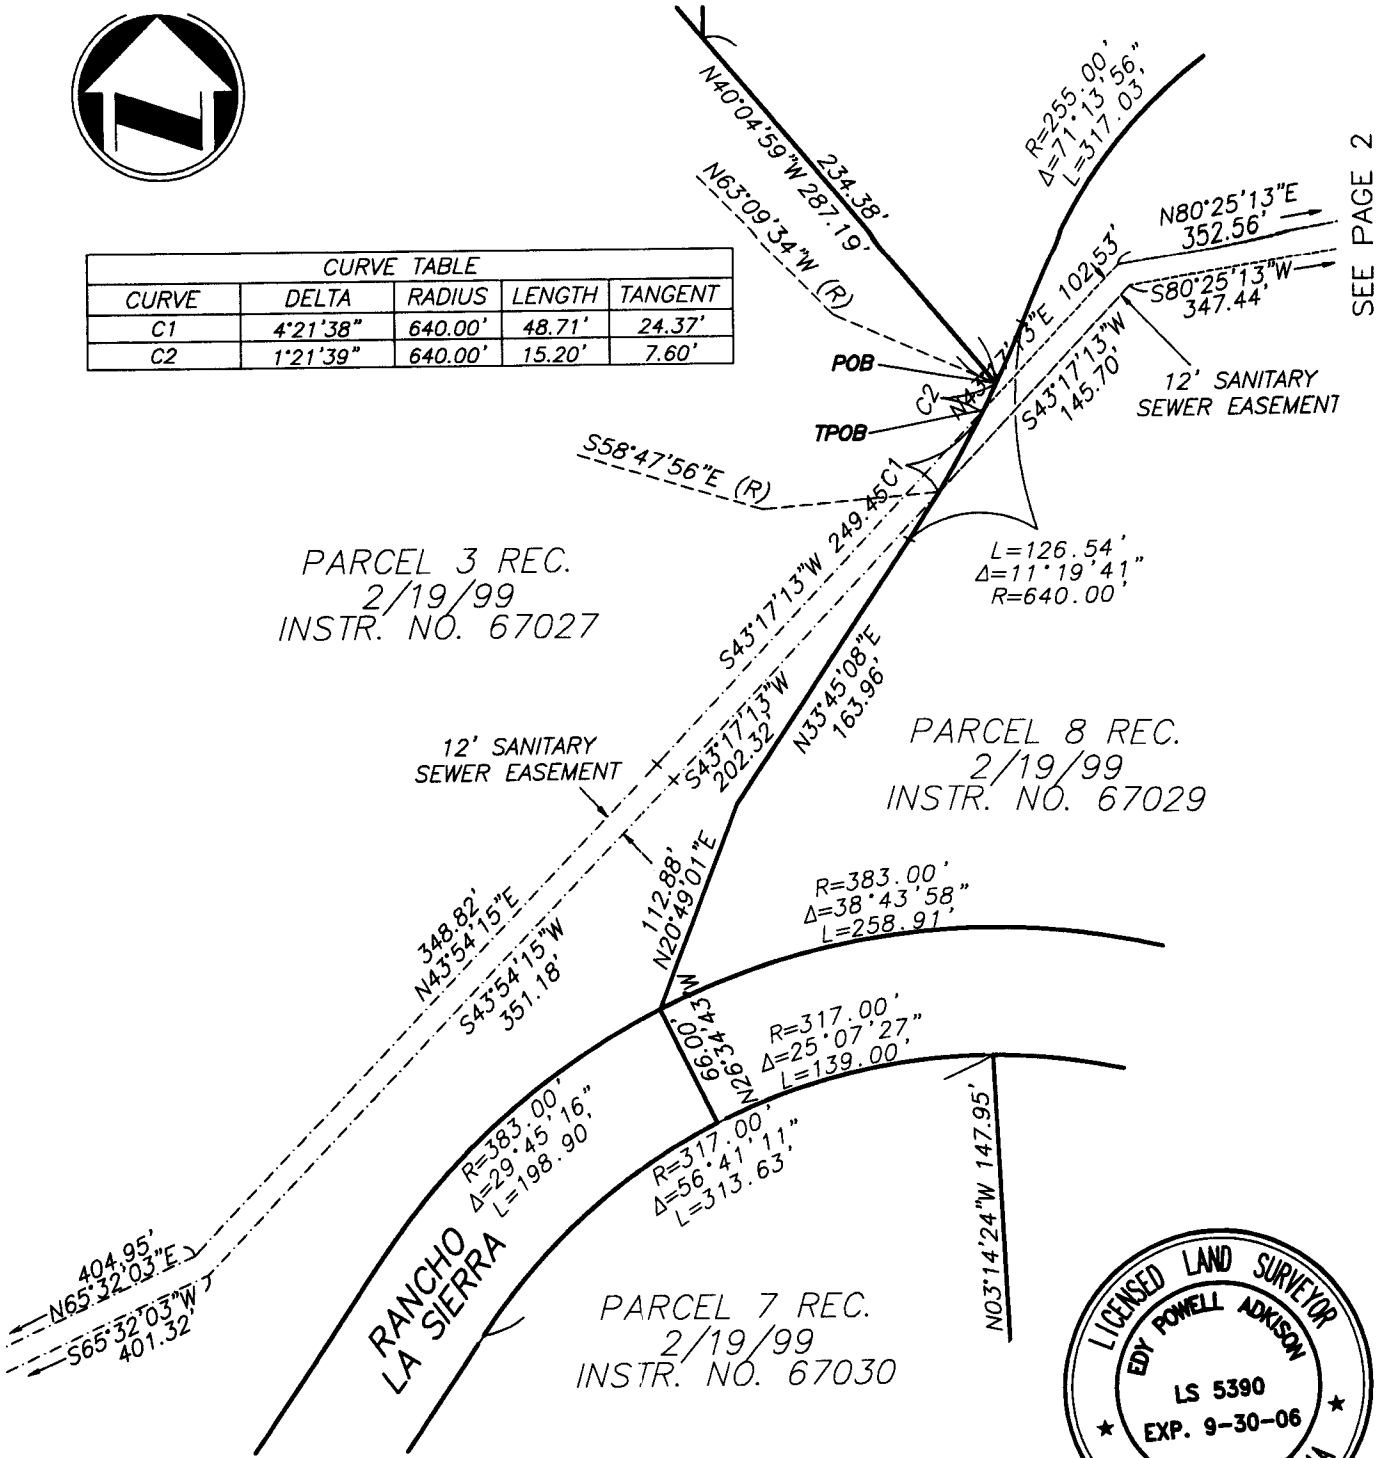 N40°04'59"W 287.19'
234.38'
N63°09'34"W (R)
R=255.00'
Δ=71°13'56"
L=317.03'
N80°25'13"E
352.56'
S80°25'13"W
347.44'
SEE PAGE 2
CURVE TABLE
CURVE DELTA RADIUS LENGTH TANGENT
C1 4°21'38" 640.00' 48.71' 24.37'
C2 1°21'39" 640.00' 15.20' 7.60'
POB
C2
TPOB
N43°17'13"E 102.53'
S43°17'13"W
145.70'
12' SANITARY
SEWER EASEMENT
S58°47'56"E (R)
C1
S43°17'13"W 249.45'
L=126.54'
Δ=11°19'41"
R=640.00'
PARCEL 3 REC.
2/19/99
INSTR. NO. 67027
S43°17'13"W
202.32'
N33°45'08"E
163.96'
PARCEL 8 REC.
2/19/99
INSTR. NO. 67029
12' SANITARY
SEWER EASEMENT
112.88'
N20°49'01"E
348.82'
N43°54'15"E
S43°54'15"W
351.18'
R=383.00'
Δ=38°43'58"
L=258.91'
66.00'
N26°34'43"W
R=317.00'
Δ=25°07'27"
L=139.00'
R=383.00'
Δ=29°45'16"
L=198.90'
R=317.00'
Δ=56°41'11"
L=313.63'
N03°14'24"W 147.95'
404.95'
N65°32'03"E
S65°32'03"W
401.32'
RANCHO
LA SIERRA
PARCEL 7 REC.
2/19/99
INSTR. NO. 67030
LICENSED LAND SURVEYOR
EDY POWELL ADKISON
LS 5390
EXP. 9-30-06